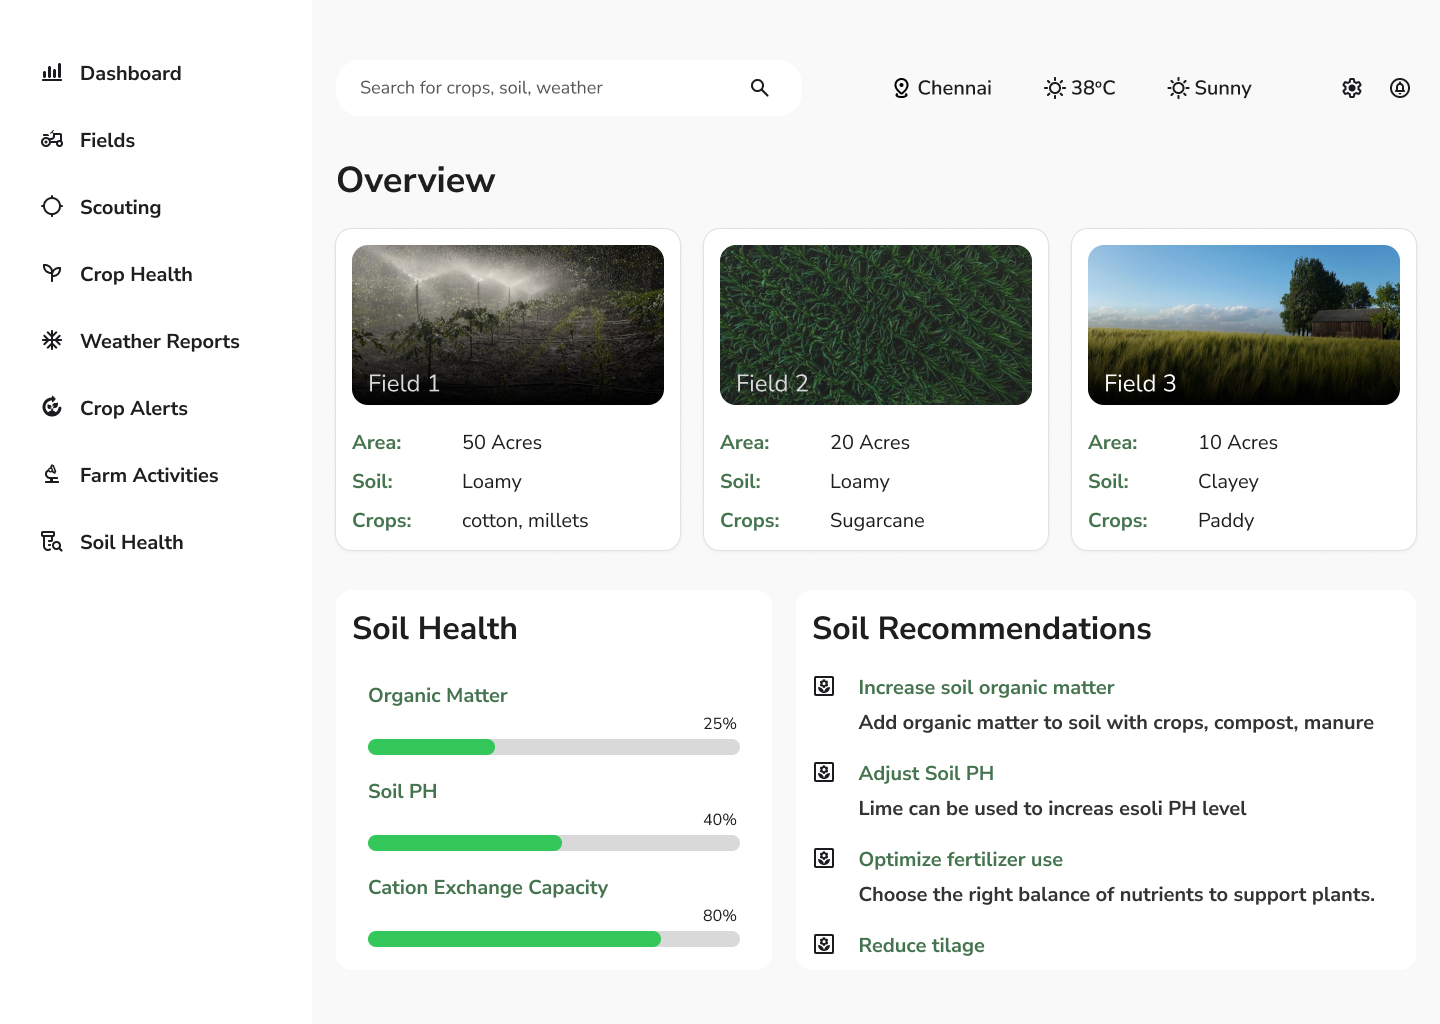 Dashboard
Fields
Scouting
Crop Health
Weather Reports
Crop Alerts
Farm Activities
Soil Health
Search for crops, soil, weather
Chennai
38°C
Sunny
Overview
Field 1
Area: 50 Acres
Soil: Loamy
Crops: cotton, millets
Field 2
Area: 20 Acres
Soil: Loamy
Crops: Sugarcane
Field 3
Area: 10 Acres
Soil: Clayey
Crops: Paddy
Soil Health
Organic Matter
25%
Soil PH
40%
Cation Exchange Capacity
80%
Soil Recommendations
Increase soil organic matter
Add organic matter to soil with crops, compost, manure
Adjust Soil PH
Lime can be used to increas esoli PH level
Optimize fertilizer use
Choose the right balance of nutrients to support plants.
Reduce tilage